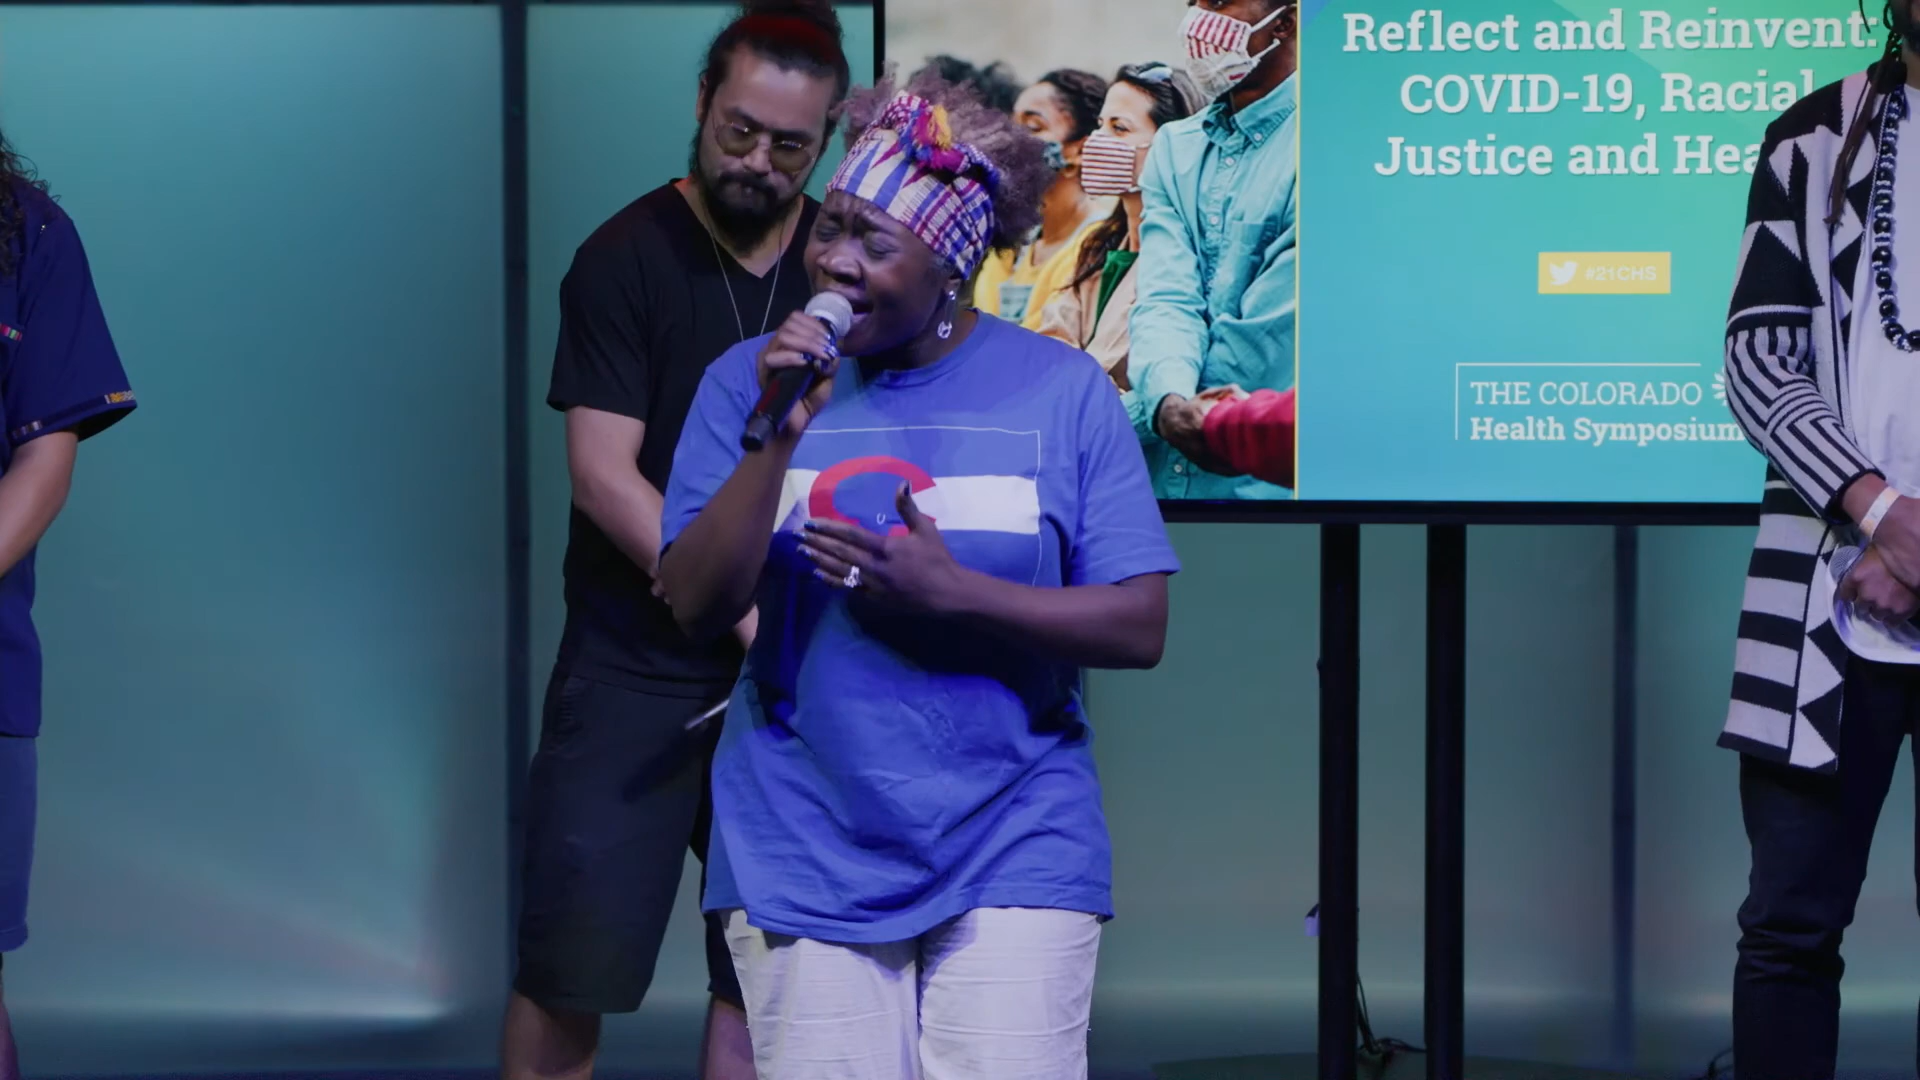 Reflect and Reinvent:
COVID-19, Racial
Justice and Hea
#21CHS
THE COLORADO
Health Symposium